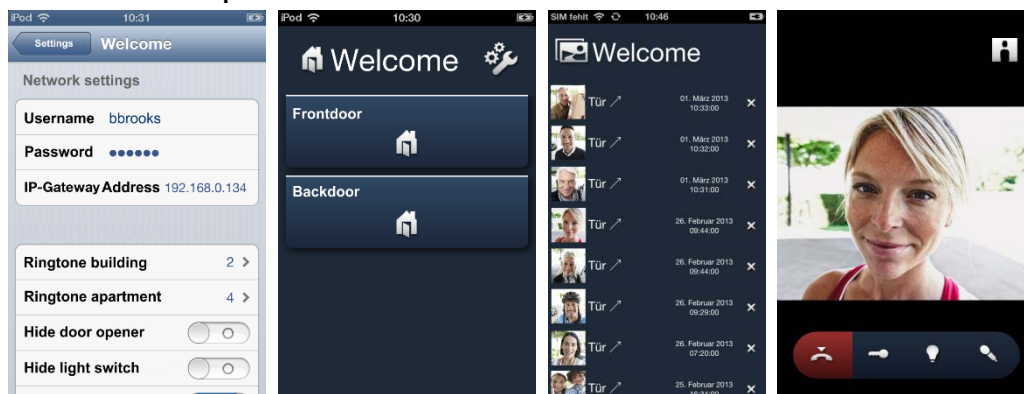 iPod 10:31
Settings Welcome
Network settings
Username bbrooks
Password ●●●●●●
IP-Gateway Address 192.168.0.134
Ringtone building 2 >
Ringtone apartment 4 >
Hide door opener
Hide light switch
iPod 10:30
Welcome
Frontdoor
Backdoor
SIM fehlt 10:46
Welcome
Tür 01. März 2013
10:33:00
Tür 01. März 2013
10:32:00
Tür 01. März 2013
10:31:00
Tür 26. Februar 2013
09:44:00
Tür 26. Februar 2013
09:44:00
Tür 26. Februar 2013
09:29:00
Tür 26. Februar 2013
07:20:00
Tür 25. Februar 2013